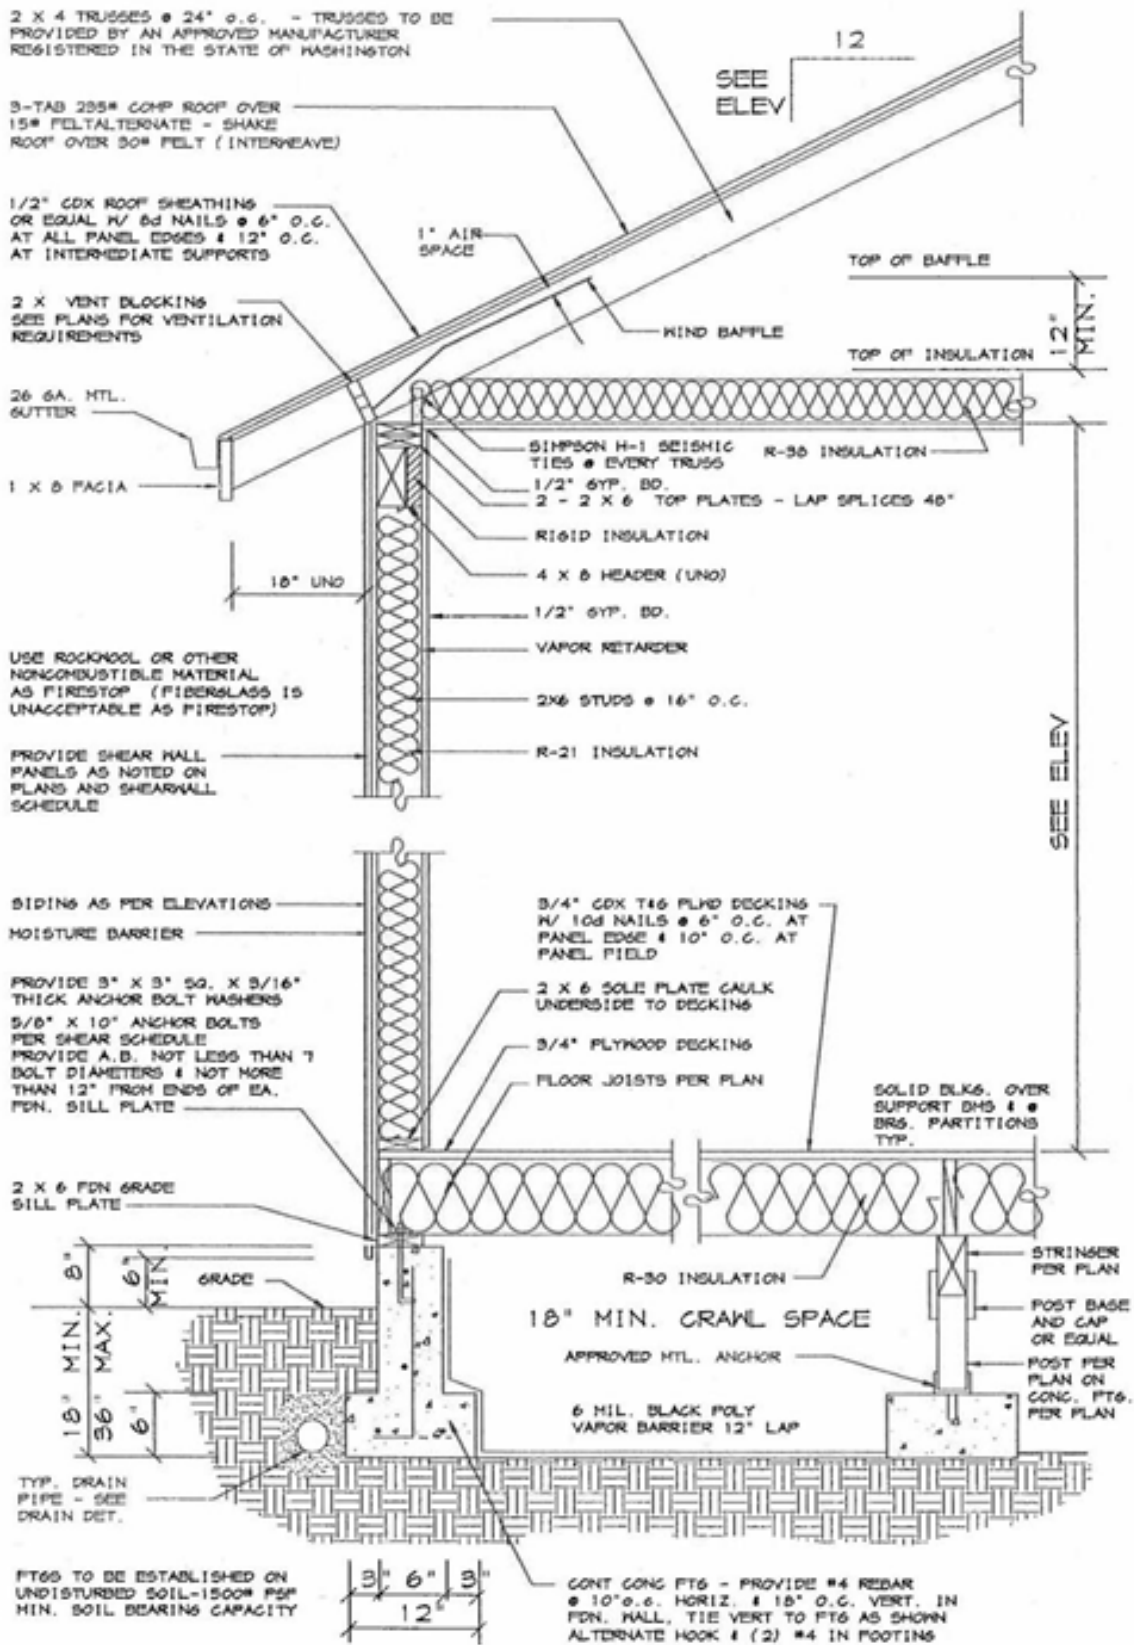 2 X 4 TRUSSES @ 24" o.c. - TRUSSES TO BE
PROVIDED BY AN APPROVED MANUFACTURER
REGISTERED IN THE STATE OF WASHINGTON
12
SEE
ELEV
3-TAB 235# COMP ROOF OVER
15# FELTALTERNATE - SHAKE
ROOF OVER 30# FELT (INTERWEAVE)
1/2" CDX ROOF SHEATHING
OR EQUAL W/ 8d NAILS @ 6" O.C.
AT ALL PANEL EDGES & 12" O.C.
AT INTERMEDIATE SUPPORTS
1" AIR
SPACE
TOP OF BAFFLE
2 X VENT BLOCKING
SEE PLANS FOR VENTILATION
REQUIREMENTS
WIND BAFFLE
12"
MIN.
TOP OF INSULATION
26 GA. MTL.
GUTTER
1 X 8 FACIA
SIMPSON H-1 SEISMIC
TIES @ EVERY TRUSS
R-38 INSULATION
1/2" GYP. BD.
2 - 2 X 6 TOP PLATES - LAP SPLICES 48"
RIGID INSULATION
4 X 8 HEADER (UNO)
18" UNO
1/2" GYP. BD.
VAPOR RETARDER
USE ROCKWOOL OR OTHER
NONCOMBUSTIBLE MATERIAL
AS FIRESTOP (FIBERGLASS IS
UNACCEPTABLE AS FIRESTOP)
2X6 STUDS @ 16" O.C.
R-21 INSULATION
PROVIDE SHEAR WALL
PANELS AS NOTED ON
PLANS AND SHEARWALL
SCHEDULE
SEE ELEV
SIDING AS PER ELEVATIONS
MOISTURE BARRIER
3/4" CDX T&G PLWD DECKING
W/ 10d NAILS @ 6" O.C. AT
PANEL EDGE & 10" O.C. AT
PANEL FIELD
PROVIDE 3" X 3" SQ. X 3/16"
THICK ANCHOR BOLT WASHERS
5/8" X 10" ANCHOR BOLTS
PER SHEAR SCHEDULE
PROVIDE A.B. NOT LESS THAN 7
BOLT DIAMETERS & NOT MORE
THAN 12" FROM ENDS OF EA.
FDN. SILL PLATE
2 X 6 SOLE PLATE CAULK
UNDERSIDE TO DECKING
3/4" PLYWOOD DECKING
FLOOR JOISTS PER PLAN
SOLID BLKG. OVER
SUPPORT BMS & @
BRG. PARTITIONS
TYP.
2 X 6 FDN GRADE
SILL PLATE
8"
6"
MIN.
GRADE
R-30 INSULATION
STRINGER
PER PLAN
18" MIN. CRAWL SPACE
POST BASE
AND CAP
OR EQUAL
APPROVED MTL. ANCHOR
POST PER
PLAN ON
CONC. FTG.
PER PLAN
18" MIN.
36" MAX.
6"
6 MIL. BLACK POLY
VAPOR BARRIER 12" LAP
TYP. DRAIN
PIPE - SEE
DRAIN DET.
FTGS TO BE ESTABLISHED ON
UNDISTURBED SOIL-1500# PSF
MIN. SOIL BEARING CAPACITY
3" 6" 3"
12"
CONT CONC FTG - PROVIDE #4 REBAR
@ 10"o.c. HORIZ. & 18" O.C. VERT. IN
FDN. WALL, TIE VERT TO FTG AS SHOWN
ALTERNATE HOOK & (2) #4 IN FOOTING